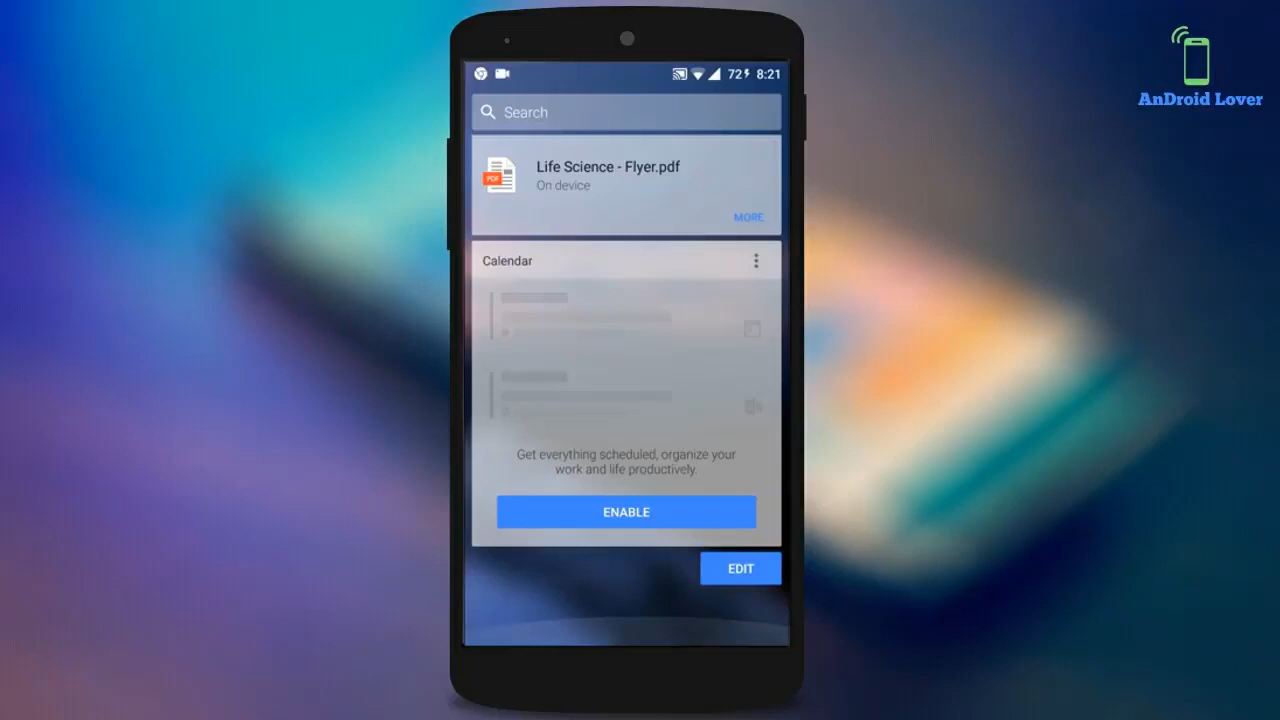 72 8:21
AnDroid Lover
Search
Life Science - Flyer.pdf
PDF
On device
MORE
Calendar
Get everything scheduled, organize your
work and life productively.
ENABLE
EDIT